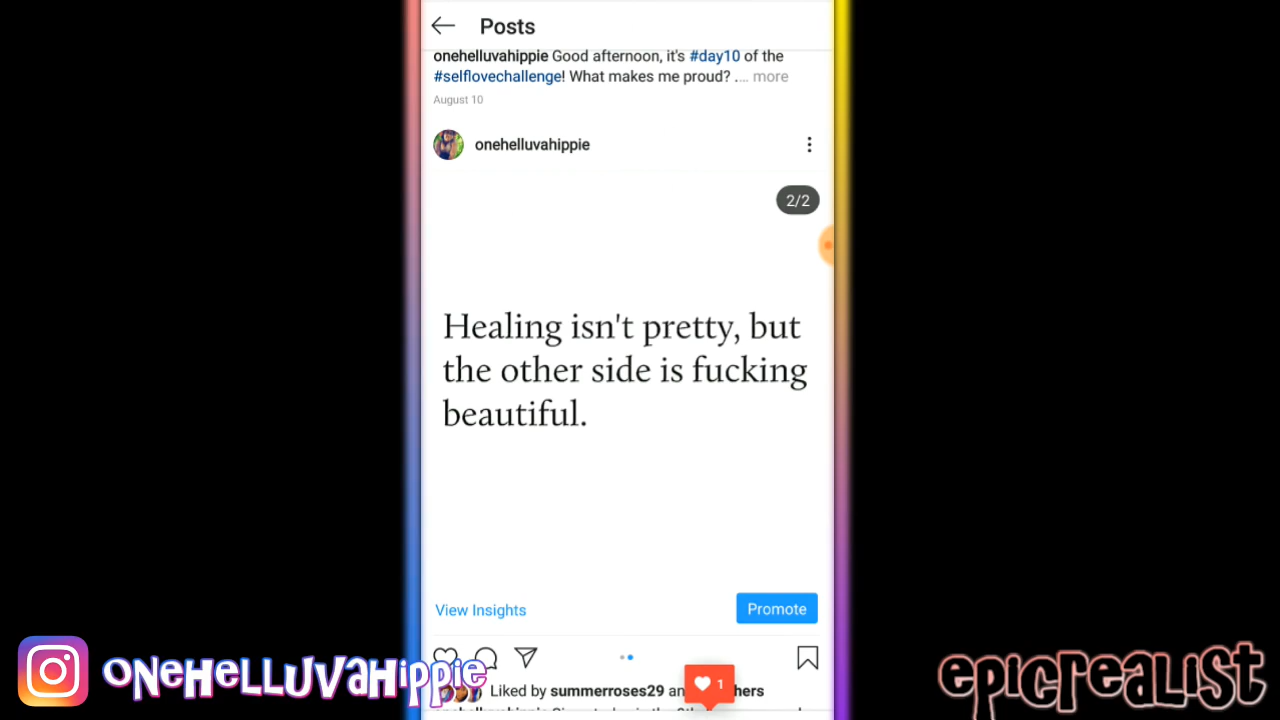 Posts
onehelluvahippie Good afternoon, it's #day10 of the
#selflovechallenge! What makes me proud? .... more
August 10
onehelluvahippie
2/2
Healing isn't pretty, but
the other side is fucking
beautiful.
View Insights
Promote
Liked by summerroses29 an
hers
1
oNeHeLLuVaHippie
epicReaList